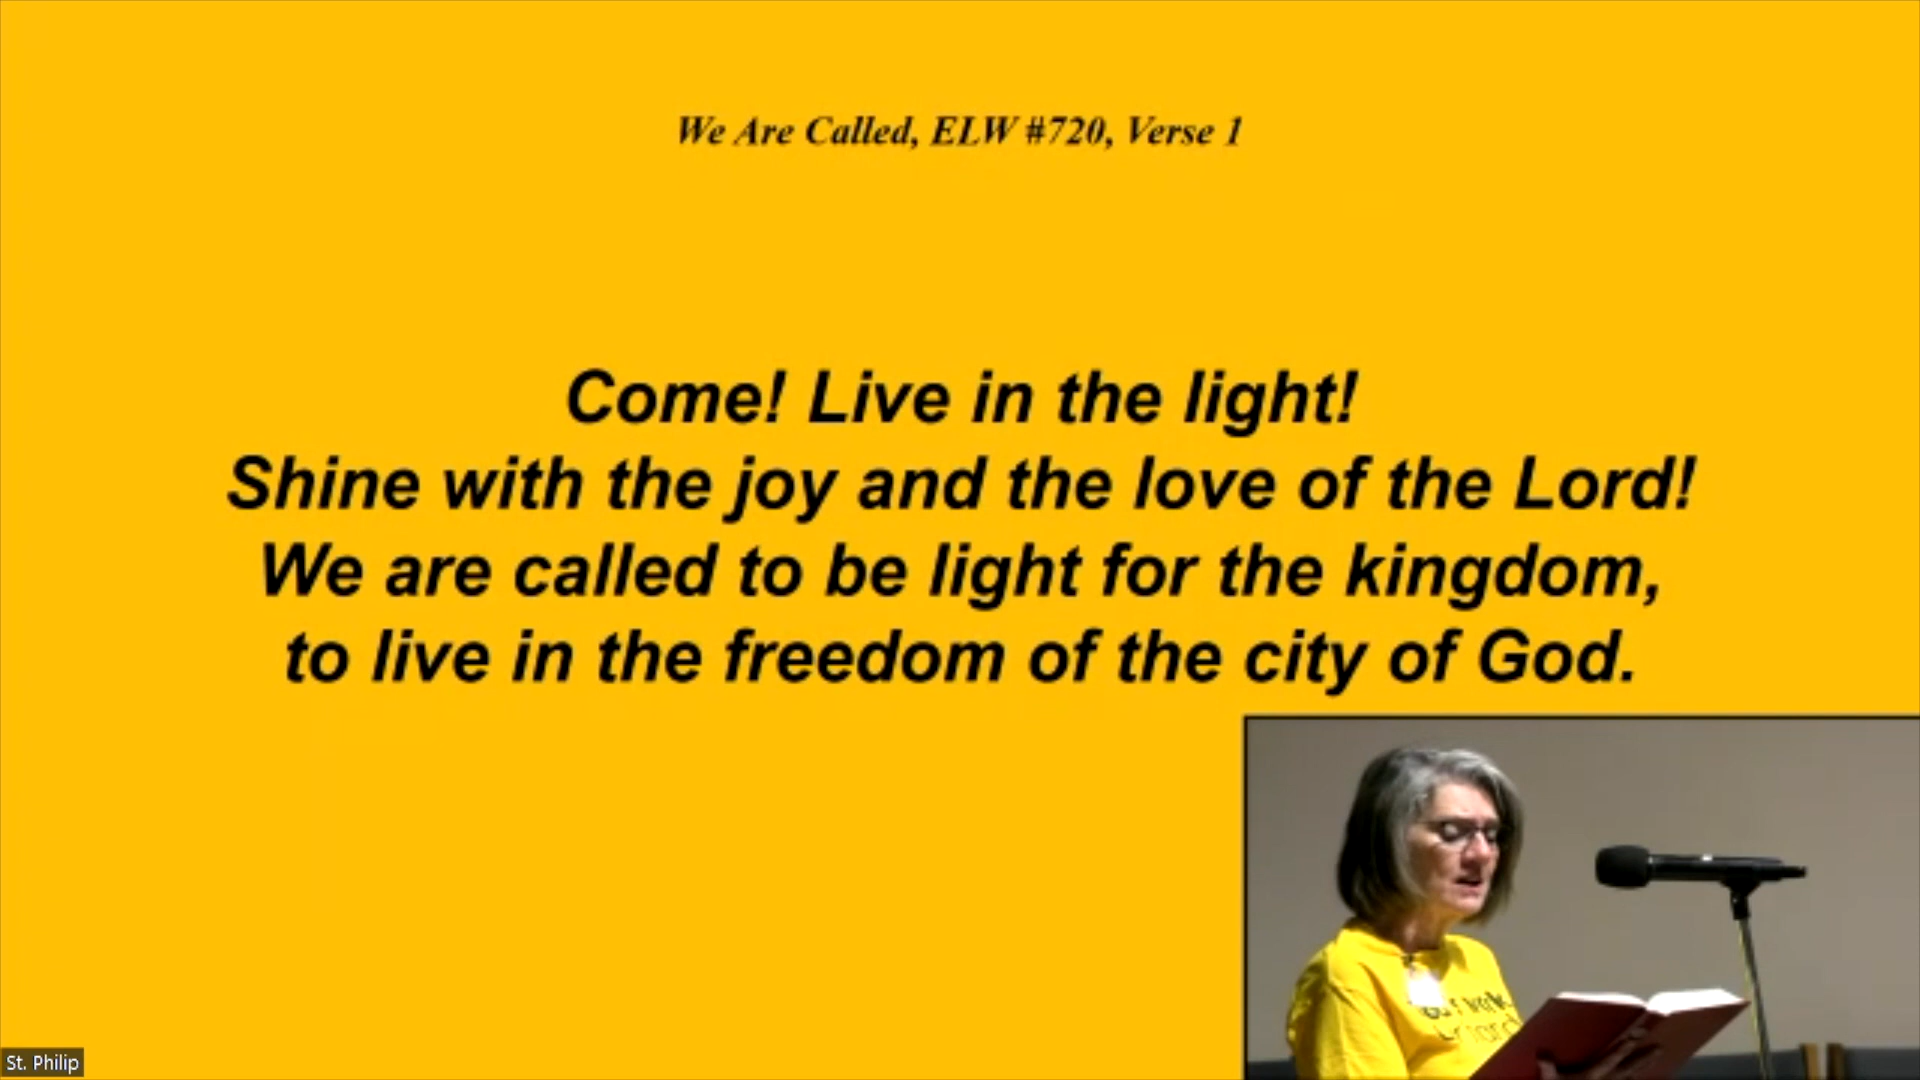 We Are Called, ELW #720, Verse 1
Come! Live in the light!
Shine with the joy and the love of the Lord!
We are called to be light for the kingdom,
to live in the freedom of the city of God.
St. Philip